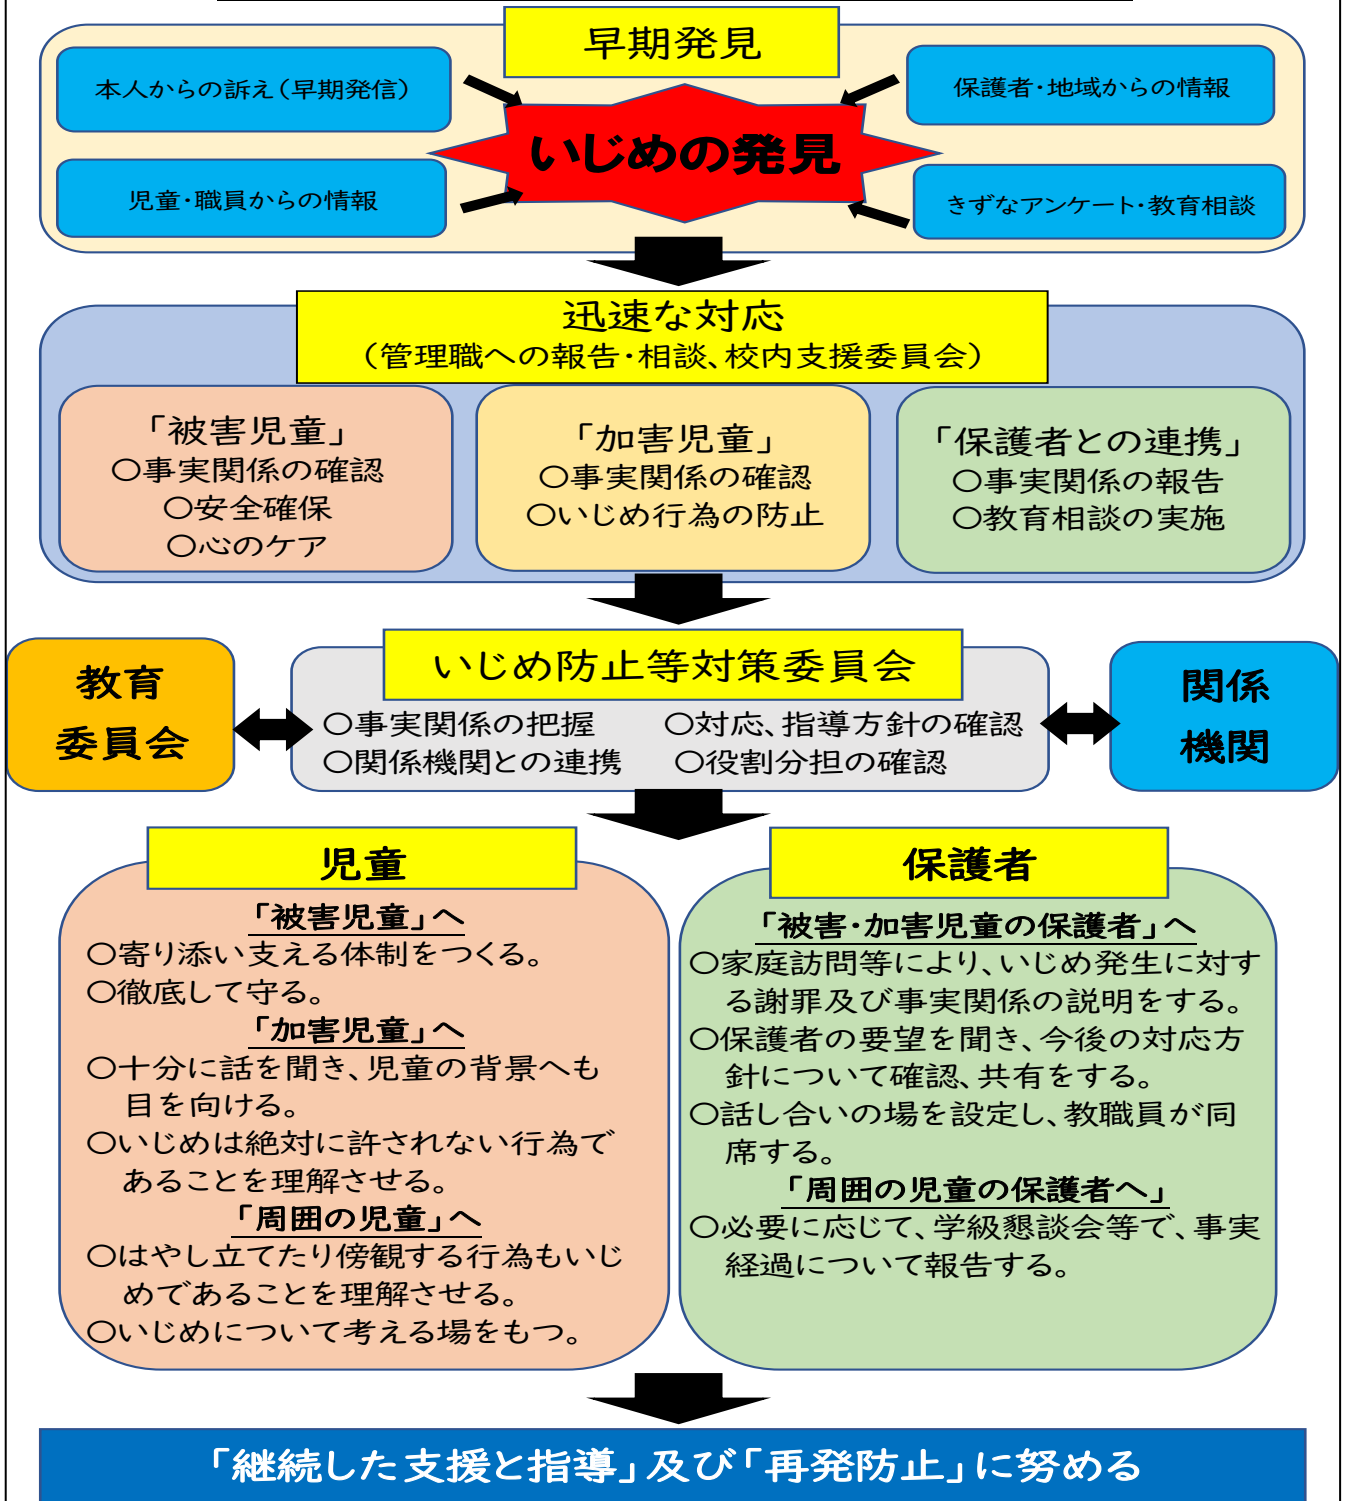 早期発見
本人からの訴え(早期発信)
保護者・地域からの情報
いじめの発見
児童・職員からの情報
きずなアンケート・教育相談
迅速な対応
(管理職への報告・相談、校内支援委員会)
「被害児童」
〇事実関係の確認
〇安全確保
〇心のケア
「加害児童」
〇事実関係の確認
〇いじめ行為の防止
「保護者との連携」
〇事実関係の報告
〇教育相談の実施
教育
委員会
いじめ防止等対策委員会
〇事実関係の把握 〇対応、指導方針の確認
〇関係機関との連携 〇役割分担の確認
関係
機関
児童
「被害児童」へ
〇寄り添い支える体制をつくる。
〇徹底して守る。
「加害児童」へ
〇十分に話を聞き、児童の背景へも
目を向ける。
〇いじめは絶対に許されない行為で
あることを理解させる。
「周囲の児童」へ
〇はやし立てたり傍観する行為もいじ
めであることを理解させる。
〇いじめについて考える場をもつ。
保護者
「被害・加害児童の保護者」へ
〇家庭訪問等により、いじめ発生に対す
る謝罪及び事実関係の説明をする。
〇保護者の要望を聞き、今後の対応方
針について確認、共有をする。
〇話し合いの場を設定し、教職員が同
席する。
「周囲の児童の保護者へ」
〇必要に応じて、学級懇談会等で、事実
経過について報告する。
「継続した支援と指導」及び「再発防止」に努める